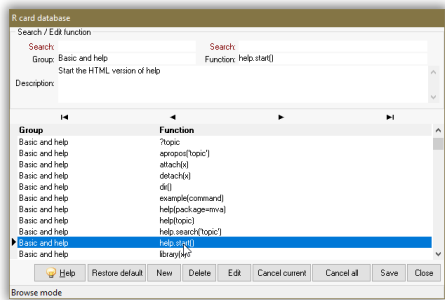 R card database
Search / Edit function
Search: Search:
Group: Basic and help Function: help.start()
Description: Start the HTML version of help
Group Function
Basic and help ?topic
Basic and help apropos('topic')
Basic and help attach(x)
Basic and help detach(x)
Basic and help dir()
Basic and help example(command)
Basic and help help(package=mva)
Basic and help help(topic)
Basic and help help.search('topic')
Basic and help help.start()
Basic and help
Help Restore default New Delete Edit Cancel current Cancel all Save Close
Browse mode